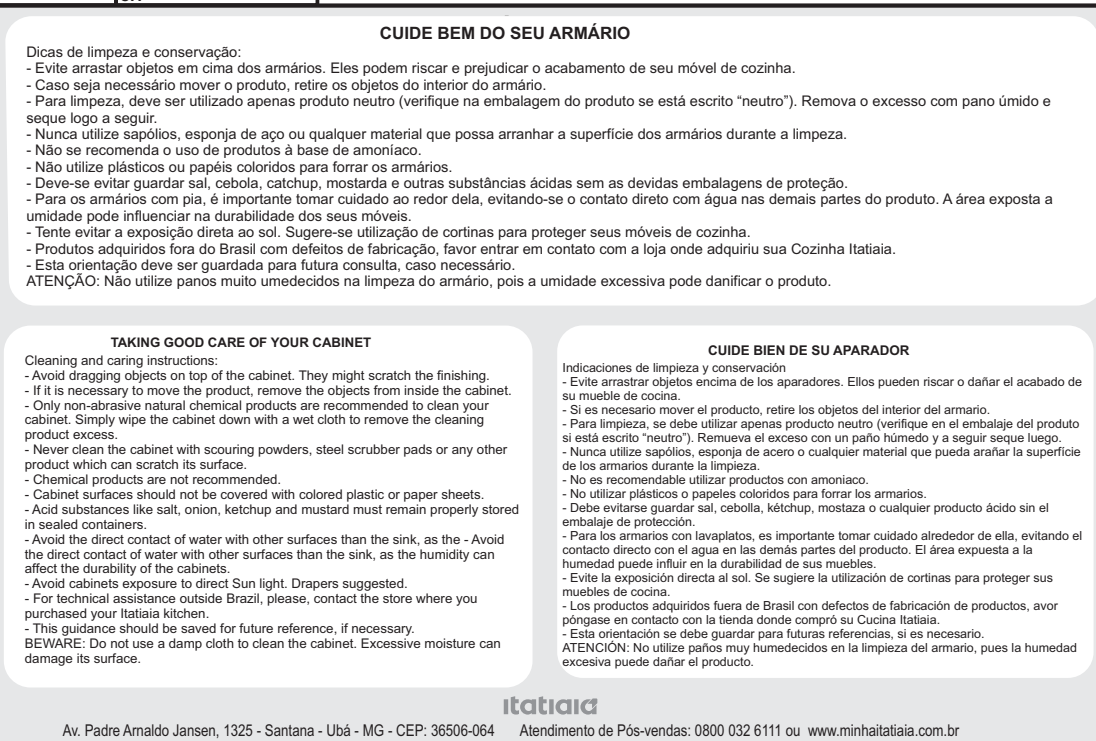 CUIDE BEM DO SEU ARMÁRIO
Dicas de limpeza e conservação:
- Evite arrastar objetos em cima dos armários. Eles podem riscar e prejudicar o acabamento de seu móvel de cozinha.
- Caso seja necessário mover o produto, retire os objetos do interior do armário.
- Para limpeza, deve ser utilizado apenas produto neutro (verifique na embalagem do produto se está escrito “neutro”). Remova o excesso com pano úmido e
seque logo a seguir.
- Nunca utilize sapólios, esponja de aço ou qualquer material que possa arranhar a superfície dos armários durante a limpeza.
- Não se recomenda o uso de produtos à base de amoníaco.
- Não utilize plásticos ou papéis coloridos para forrar os armários.
- Deve-se evitar guardar sal, cebola, catchup, mostarda e outras substâncias ácidas sem as devidas embalagens de proteção.
- Para os armários com pia, é importante tomar cuidado ao redor dela, evitando-se o contato direto com água nas demais partes do produto. A área exposta a
umidade pode influenciar na durabilidade dos seus móveis.
- Tente evitar a exposição direta ao sol. Sugere-se utilização de cortinas para proteger seus móveis de cozinha.
- Produtos adquiridos fora do Brasil com defeitos de fabricação, favor entrar em contato com a loja onde adquiriu sua Cozinha Itatiaia.
- Esta orientação deve ser guardada para futura consulta, caso necessário.
ATENÇÃO: Não utilize panos muito umedecidos na limpeza do armário, pois a umidade excessiva pode danificar o produto.
TAKING GOOD CARE OF YOUR CABINET
Cleaning and caring instructions:
- Avoid dragging objects on top of the cabinet. They might scratch the finishing.
- If it is necessary to move the product, remove the objects from inside the cabinet.
- Only non-abrasive natural chemical products are recommended to clean your
cabinet. Simply wipe the cabinet down with a wet cloth to remove the cleaning
product excess.
- Never clean the cabinet with scouring powders, steel scrubber pads or any other
product which can scratch its surface.
- Chemical products are not recommended.
- Cabinet surfaces should not be covered with colored plastic or paper sheets.
- Acid substances like salt, onion, ketchup and mustard must remain properly stored
in sealed containers.
- Avoid the direct contact of water with other surfaces than the sink, as the - Avoid
the direct contact of water with other surfaces than the sink, as the humidity can
affect the durability of the cabinets.
- Avoid cabinets exposure to direct Sun light. Drapers suggested.
- For technical assistance outside Brazil, please, contact the store where you
purchased your Itatiaia kitchen.
- This guidance should be saved for future reference, if necessary.
BEWARE: Do not use a damp cloth to clean the cabinet. Excessive moisture can
damage its surface.
CUIDE BIEN DE SU APARADOR
Indicaciones de limpieza y conservación
- Evite arrastrar objetos encima de los aparadores. Ellos pueden riscar o dañar el acabado de
su mueble de cocina.
- Si es necesario mover el producto, retire los objetos del interior del armario.
- Para limpieza, se debe utilizar apenas producto neutro (verifique en el embalaje del produto
si está escrito “neutro”). Remueva el exceso con un paño húmedo y a seguir seque luego.
- Nunca utilize sapólios, esponja de acero o cualquier material que pueda arañar la superfície
de los armarios durante la limpieza.
- No es recomendable utilizar productos con amoniaco.
- No utilizar plásticos o papeles coloridos para forrar los armarios.
- Debe evitarse guardar sal, cebolla, kétchup, mostaza o cualquier producto ácido sin el
embalaje de protección.
- Para los armarios con lavaplatos, es importante tomar cuidado alrededor de ella, evitando el
contacto directo con el agua en las demás partes del producto. El área expuesta a la
humedad puede influir en la durabilidad de sus muebles.
- Evite la exposición directa al sol. Se sugiere la utilización de cortinas para proteger sus
muebles de cocina.
- Los productos adquiridos fuera de Brasil con defectos de fabricación de productos, avor
póngase en contacto con la tienda donde compró su Cucina Itatiaia.
- Esta orientación se debe guardar para futuras referencias, si es necesario.
ATENCIÓN: No utilize paños muy humedecidos en la limpieza del armario, pues la humedad
excesiva puede dañar el producto.
itatiaia
Av. Padre Arnaldo Jansen, 1325 - Santana - Ubá - MG - CEP: 36506-064 Atendimento de Pós-vendas: 0800 032 6111 ou www.minhaitatiaia.com.br